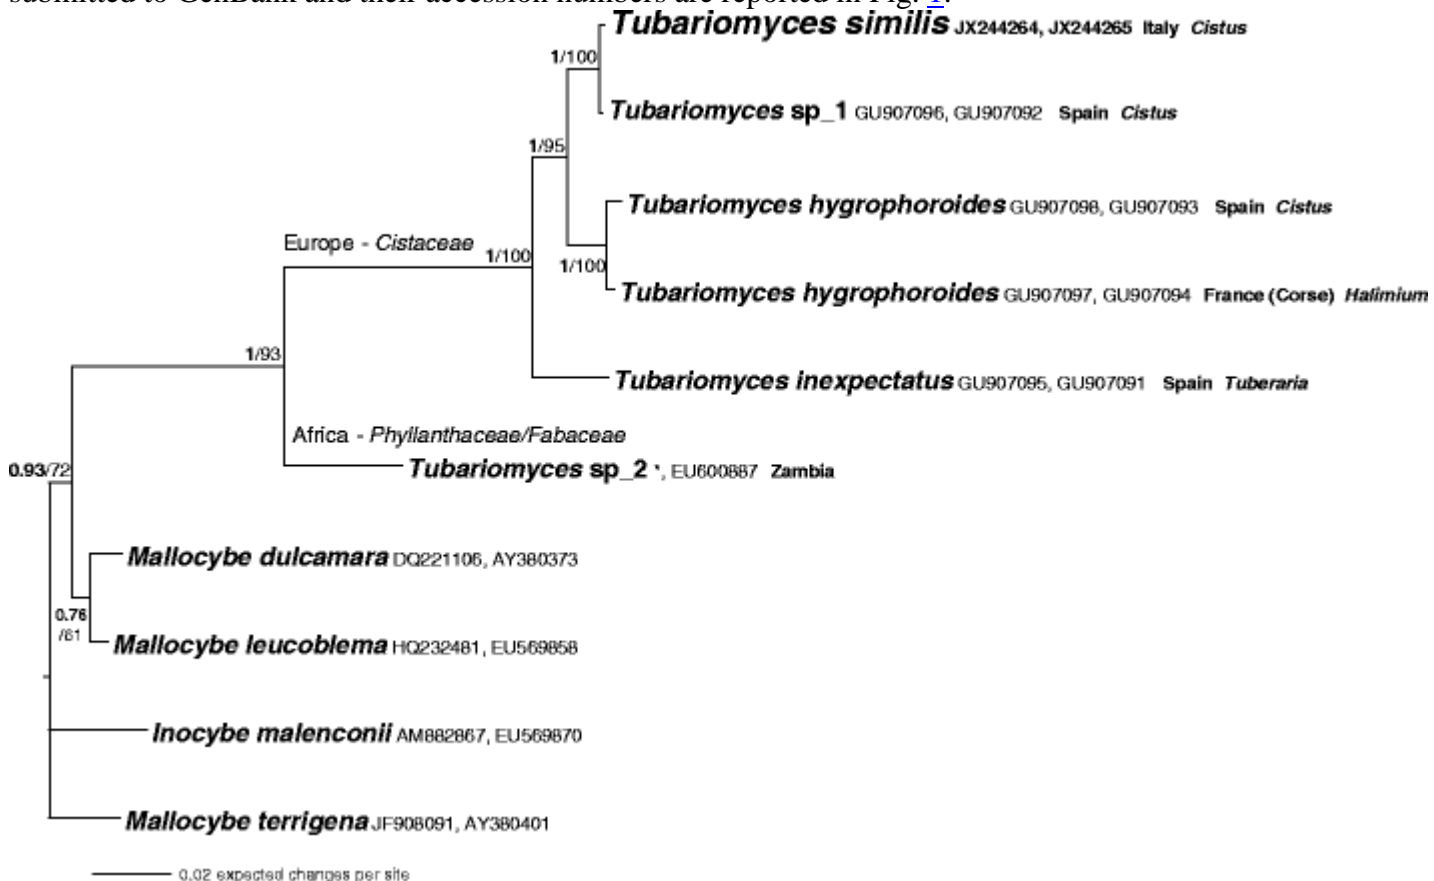 submitted to GenBank and their accession numbers are reported in Fig. 1.
Tubariomyces similis JX244264, JX244265 Italy Cistus
1/100
Tubariomyces sp_1 GU907096, GU907092 Spain Cistus
1/95
Tubariomyces hygrophoroides GU907098, GU907093 Spain Cistus
Europe - Cistaceae
1/100
1/100
Tubariomyces hygrophoroides GU907097, GU907094 France (Corse) Halimium
1/93
Tubariomyces inexpectatus GU907095, GU907091 Spain Tuberaria
Africa - Phyllanthaceae/Fabaceae
0.93/72
Tubariomyces sp_2 *, EU600887 Zambia
Mallocybe dulcamara DQ221106, AY380373
0.76
/61
Mallocybe leucoblema HQ232481, EU569858
Inocybe malenconii AM882867, EU569870
Mallocybe terrigena JF908091, AY380401
0.02 expected changes per site